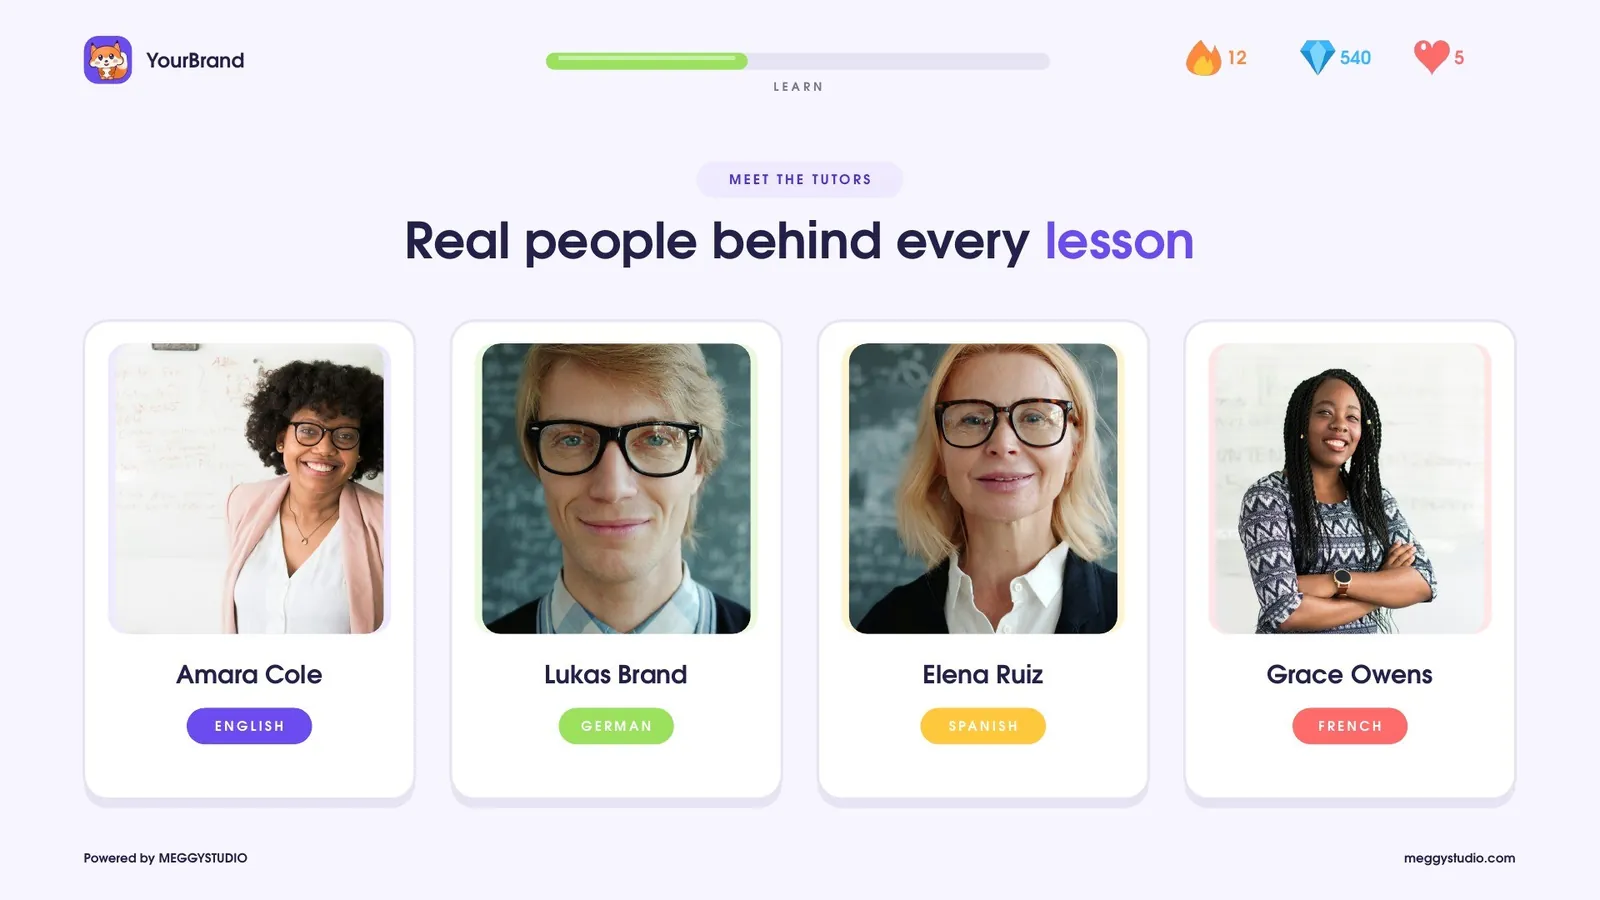 YourBrand
LEARN
12
540
5
MEET THE TUTORS
Real people behind every lesson
Amara Cole
ENGLISH
Lukas Brand
GERMAN
Elena Ruiz
SPANISH
Grace Owens
FRENCH
Powered by MEGGYSTUDIO
meggystudio.com